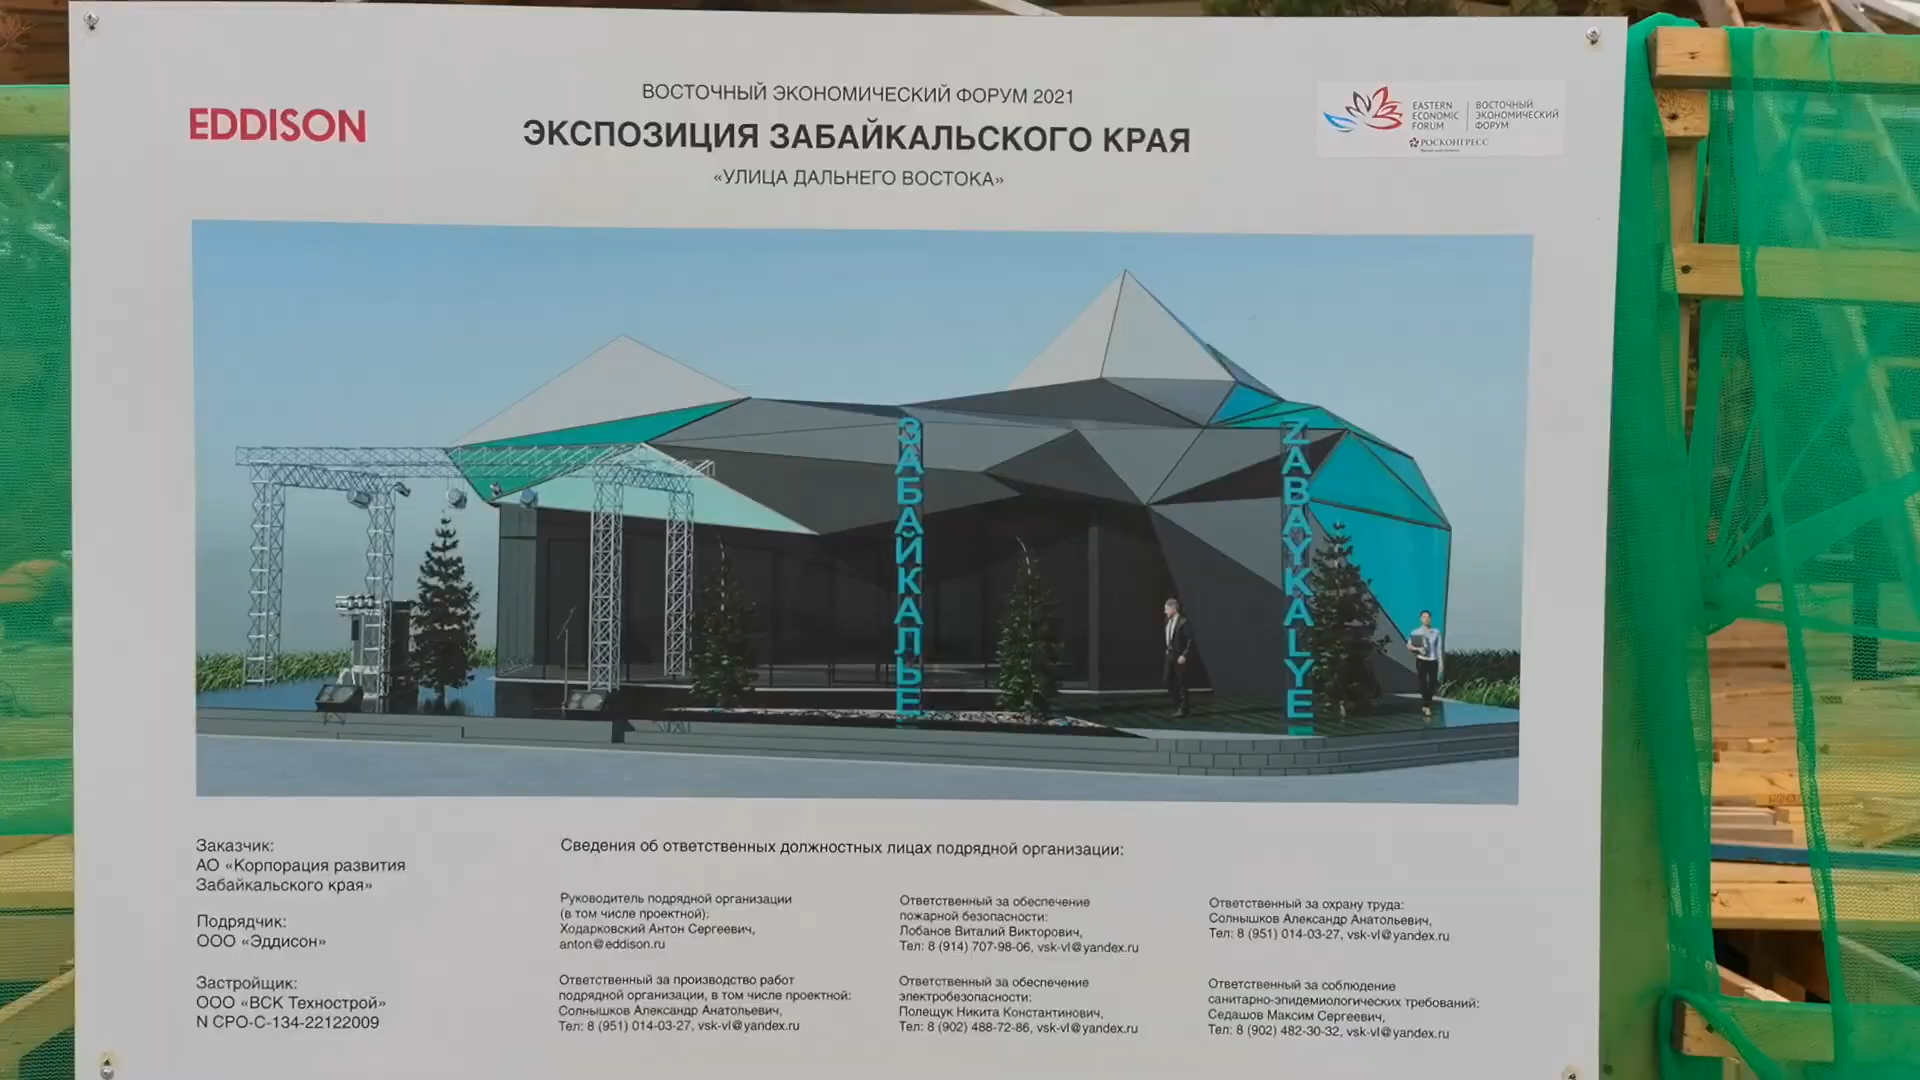 EDDISON
ВОСТОЧНЫЙ ЭКОНОМИЧЕСКИЙ ФОРУМ 2021
ЭКСПОЗИЦИЯ ЗАБАЙКАЛЬСКОГО КРАЯ
«УЛИЦА ДАЛЬНЕГО ВОСТОКА»
EASTERN
ECONOMIC
FORUM
ВОСТОЧНЫЙ
ЭКОНОМИЧЕСКИЙ
ФОРУМ
РОСКОНГРЕСС
ЗАБАЙКАЛЬЕ
ZABAYKALYE
Заказчик:
АО «Корпорация развития
Забайкальского края»
Подрядчик:
ООО «Эддисон»
Застройщик:
ООО «ВСК Технострой»
N СРО-С-134-22122009
Сведения об ответственных должностных лицах подрядной организации:
Руководитель подрядной организации
(в том числе проектной):
Ходарковский Антон Сергеевич,
anton@eddison.ru
Ответственный за производство работ
подрядной организации, в том числе проектной:
Солнышков Александр Анатольевич,
Тел: 8 (951) 014-03-27, vsk-vl@yandex.ru
Ответственный за обеспечение
пожарной безопасности:
Лобанов Виталий Викторович,
Тел: 8 (914) 707-98-06, vsk-vl@yandex.ru
Ответственный за обеспечение
электробезопасности:
Полещук Никита Константинович,
Тел: 8 (902) 488-72-86, vsk-vl@yandex.ru
Ответственный за охрану труда:
Солнышков Александр Анатольевич,
Тел: 8 (951) 014-03-27, vsk-vl@yandex.ru
Ответственный за соблюдение
санитарно-эпидемиологических требований:
Седашов Максим Сергеевич,
Тел: 8 (902) 482-30-32, vsk-vl@yandex.ru